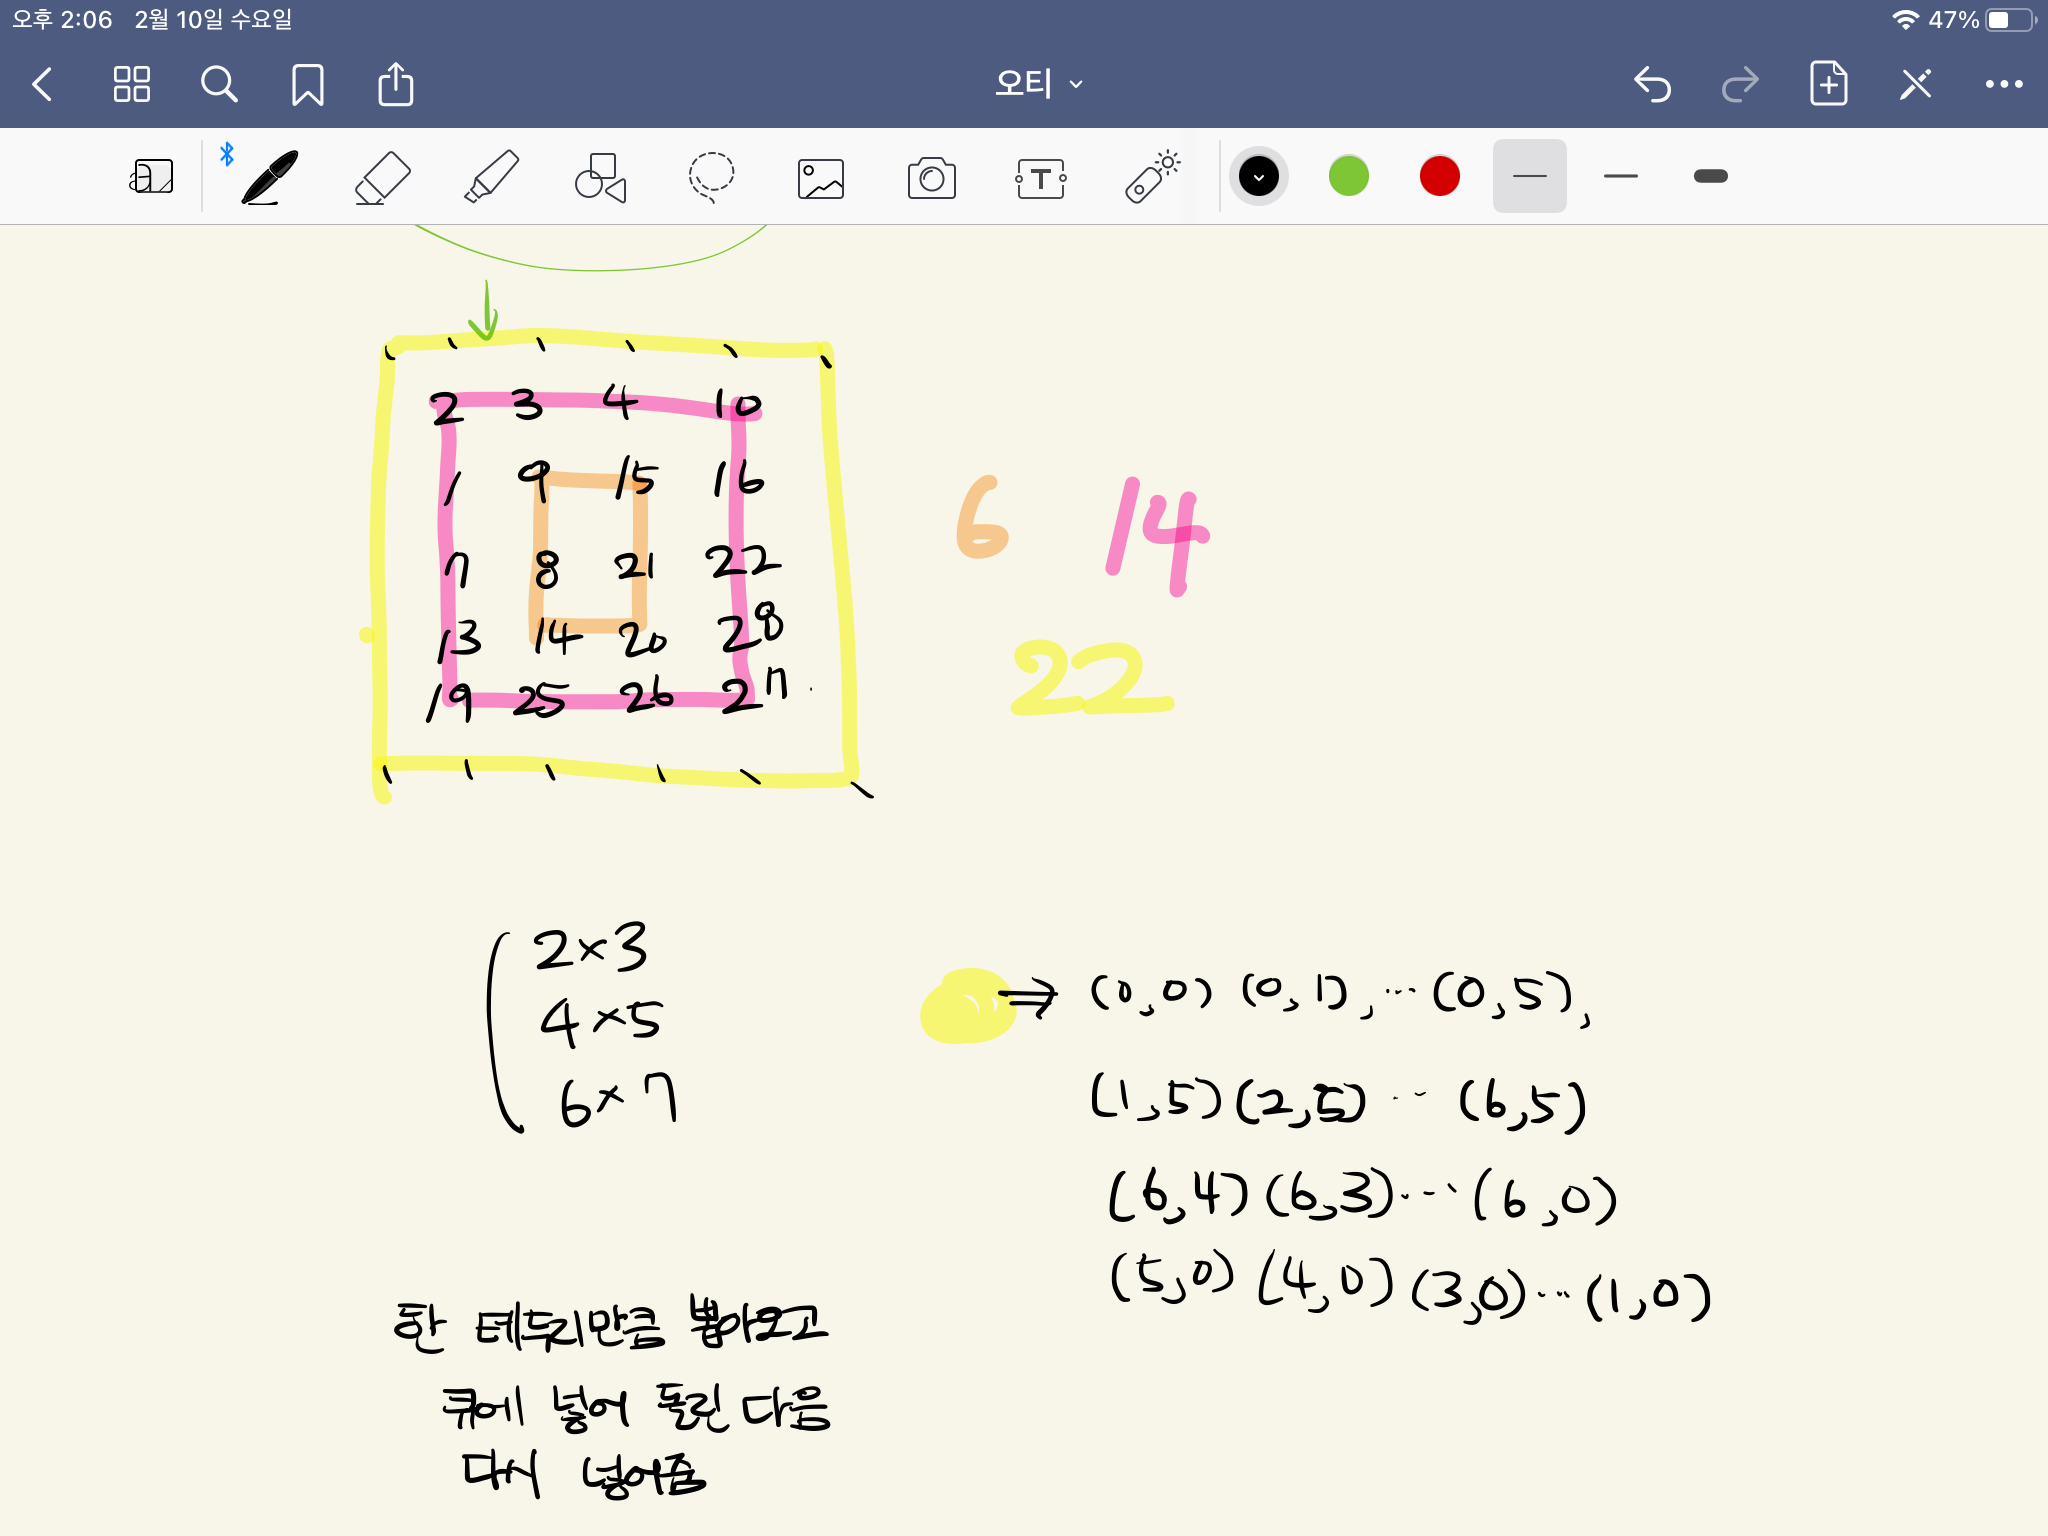 오후 2:06 2월 10일 수요일 47%
오티
T
2 3 4 10
1 9 15 16
7 8 21 22
13 14 20 28
19 25 26 27
6 14
22
2×3
4×5
6×7
⇒ (0,0) (0,1), ... (0,5),
(1,5) (2,5) ... (6,5)
(6,4) (6,3) ... (6,0)
(5,0) (4,0) (3,0) ... (1,0)
한 테두리만큼 뽑아오고
큐에 넣어 돌린 다음
다시 넣어줌